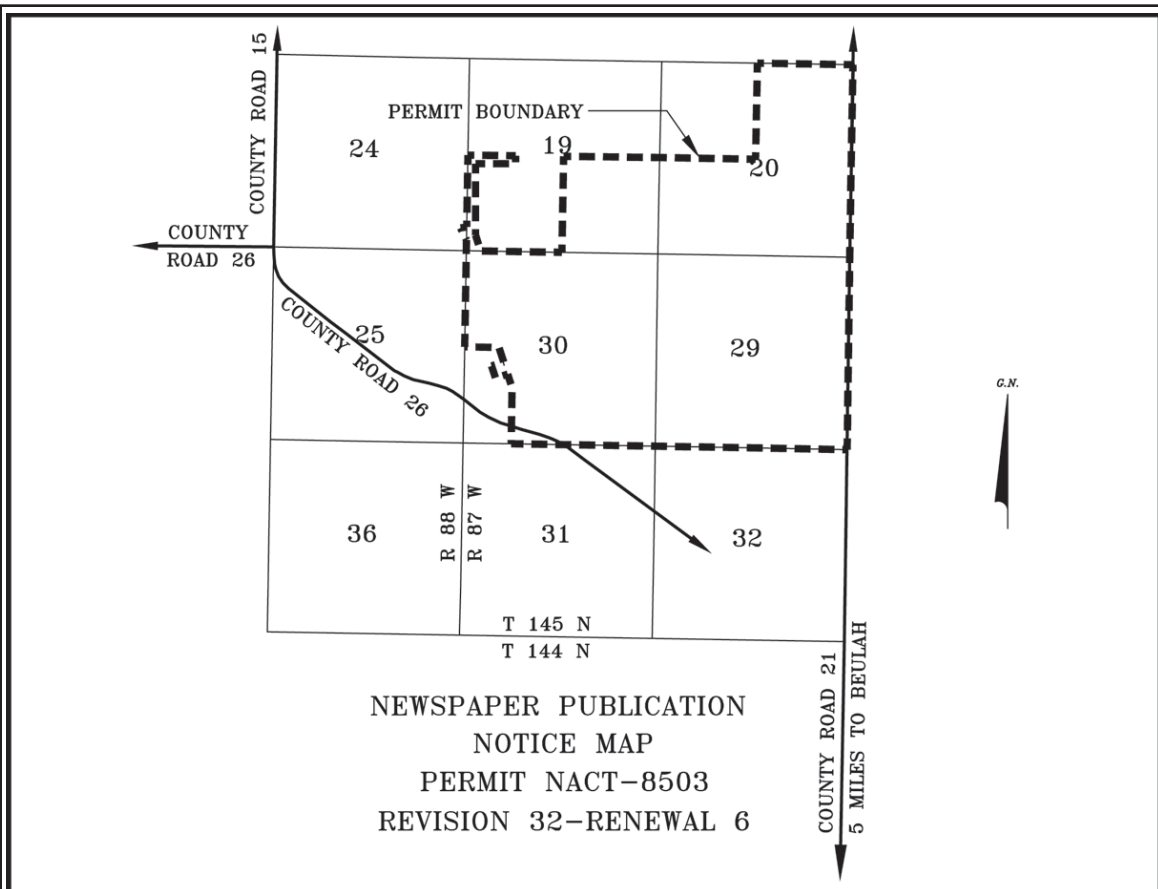 COUNTY ROAD 15
PERMIT BOUNDARY
24
19
20
COUNTY
ROAD 26
COUNTY ROAD 26
25
30
29
G.N.
R 88 W
R 87 W
36
31
32
T 145 N
T 144 N
COUNTY ROAD 21
5 MILES TO BEULAH
NEWSPAPER PUBLICATION
NOTICE MAP
PERMIT NACT-8503
REVISION 32-RENEWAL 6